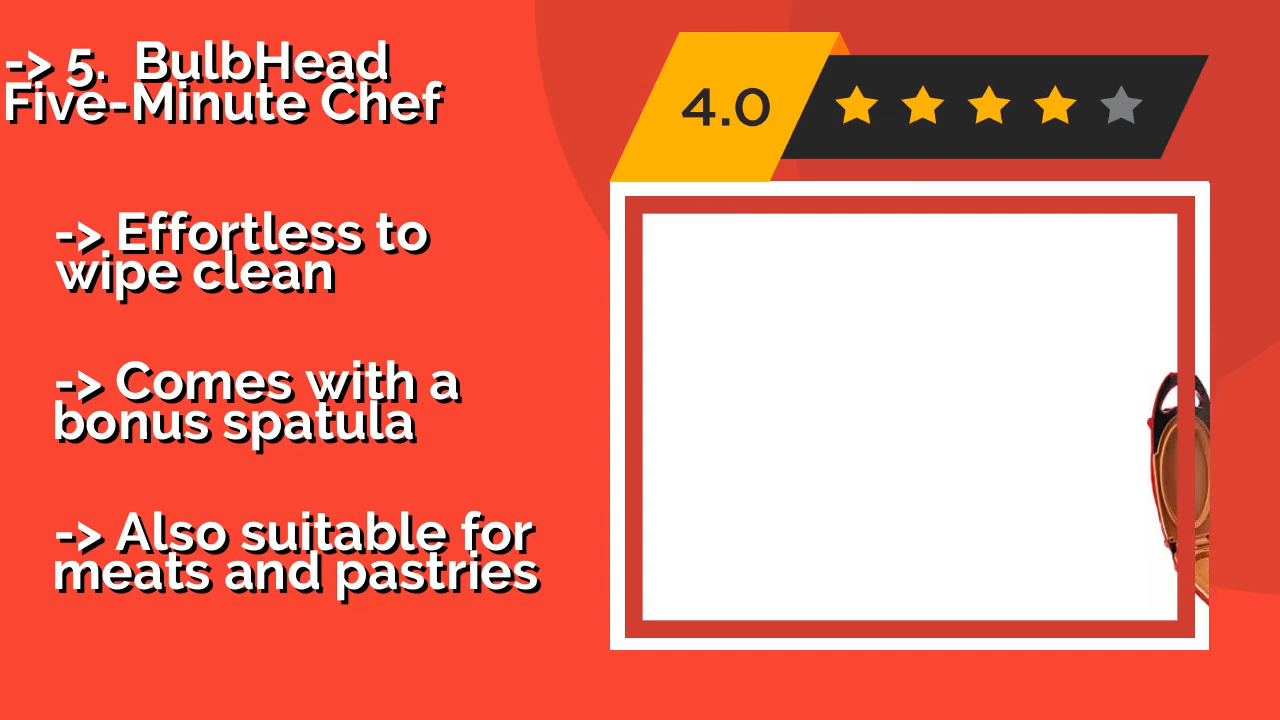 -> 5. BulbHead
Five-Minute Chef
4.0
-> Effortless to
wipe clean
-> Comes with a
bonus spatula
-> Also suitable for
meats and pastries